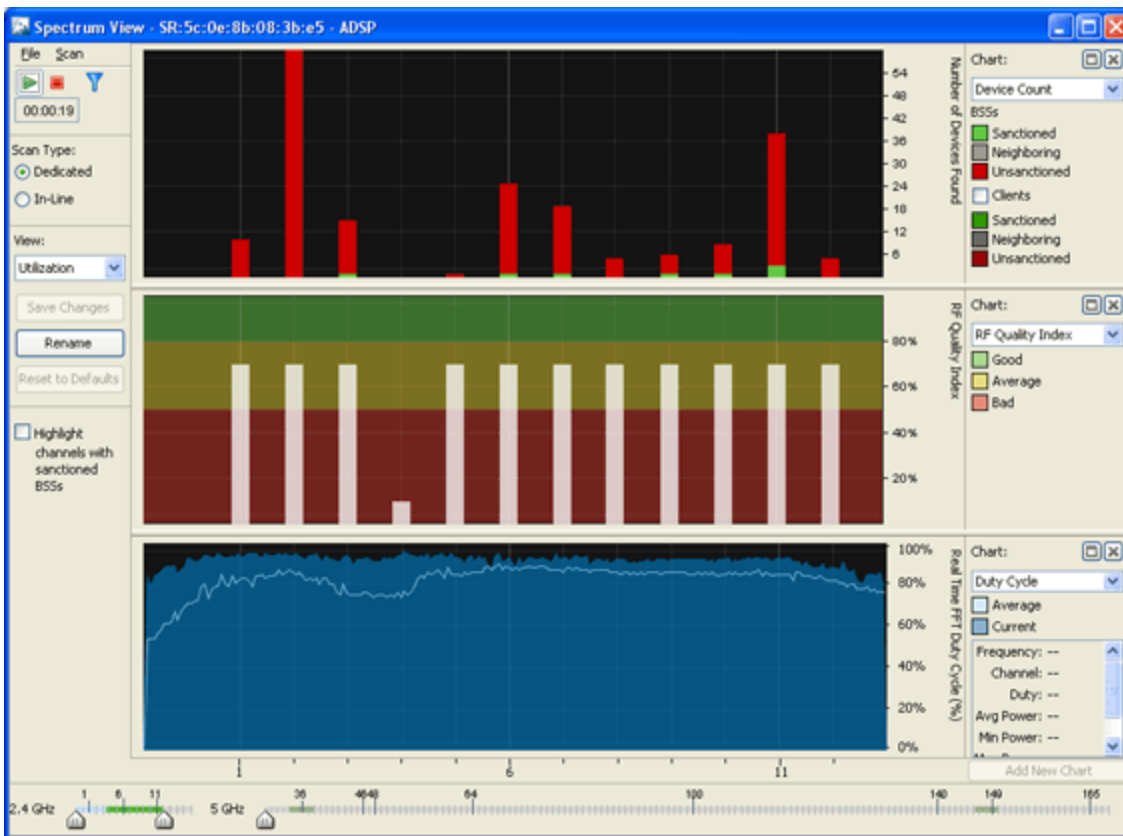 Spectrum View - SR:5c:0e:8b:08:3b:e5 - ADSP
File Scan
00:00:19
Scan Type:
Dedicated
In-Line
View:
Utilization
Save Changes
Rename
Reset to Defaults
Highlight
channels with
sanctioned
BSSs
54
48
42
36
30
24
18
12
6
Number of Devices Found
Chart:
Device Count
BSSs
Sanctioned
Neighboring
Unsanctioned
Clients
Sanctioned
Neighboring
Unsanctioned
80%
60%
40%
20%
RF Quality Index
Chart:
RF Quality Index
Good
Average
Bad
100%
80%
60%
40%
20%
0%
Real Time FFT Duty Cycle (%)
Chart:
Duty Cycle
Average
Current
Frequency: --
Channel: --
Duty: --
Avg Power: --
Min Power: --
1 6 11
Add New Chart
2.4 GHz 1 6 11 5 GHz 36 4648 64 100 140 149 165